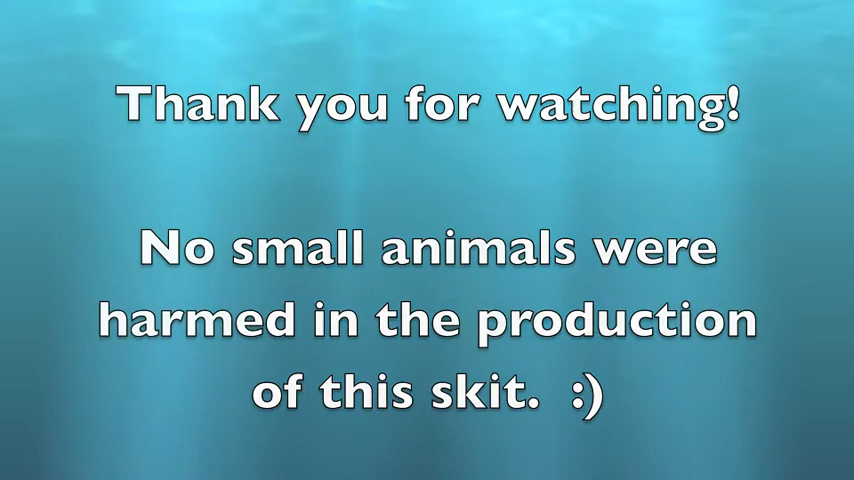 Thank you for watching!
No small animals were
harmed in the production
of this skit.  :)